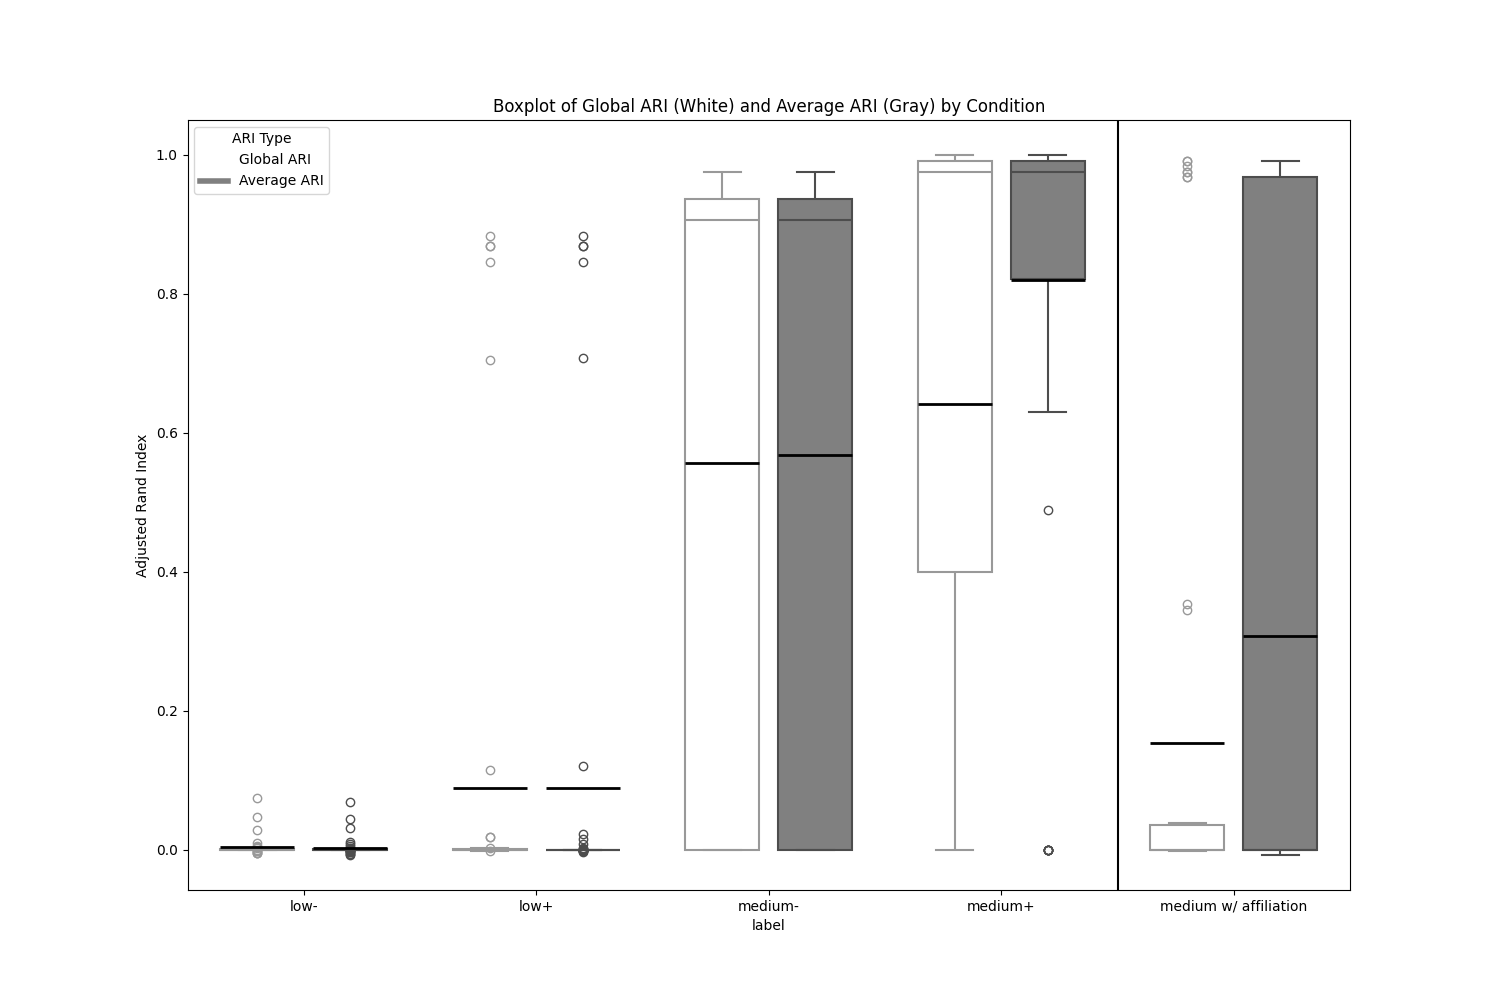 Boxplot of Global ARI (White) and Average ARI (Gray) by Condition
ARI Type
Global ARI
Average ARI
Adjusted Rand Index
1.0
0.8
0.6
0.4
0.2
0.0
low-
low+
medium-
medium+
medium w/ affiliation
label